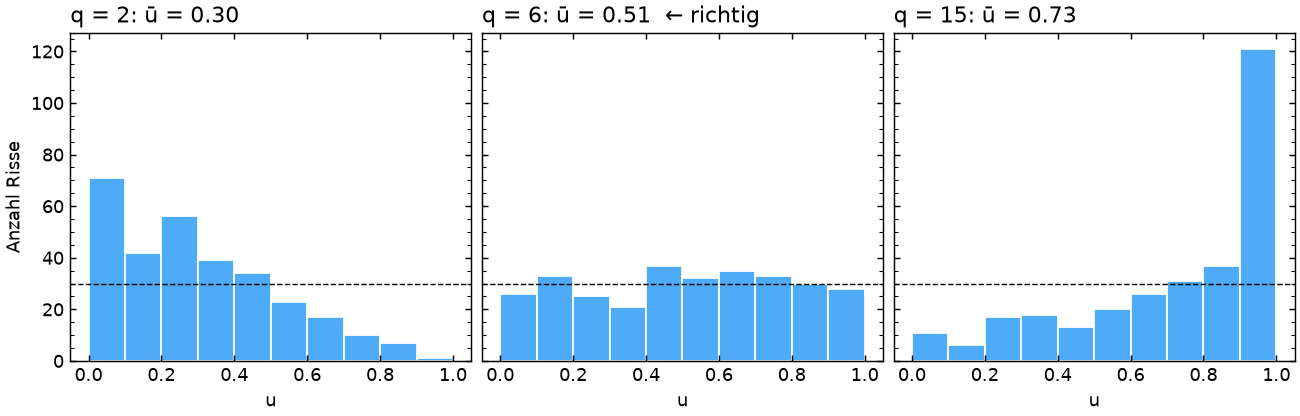 q = 2: ū = 0.30
q = 6: ū = 0.51 ← richtig
q = 15: ū = 0.73
Anzahl Risse
120
100
80
60
40
20
0
0.0 0.2 0.4 0.6 0.8 1.0
0.0 0.2 0.4 0.6 0.8 1.0
0.0 0.2 0.4 0.6 0.8 1.0
u
u
u